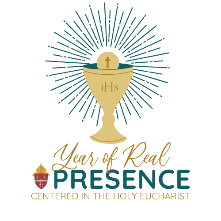 IHS
Year of Real
PRESENCE
CENTERED IN THE HOLY EUCHARIST